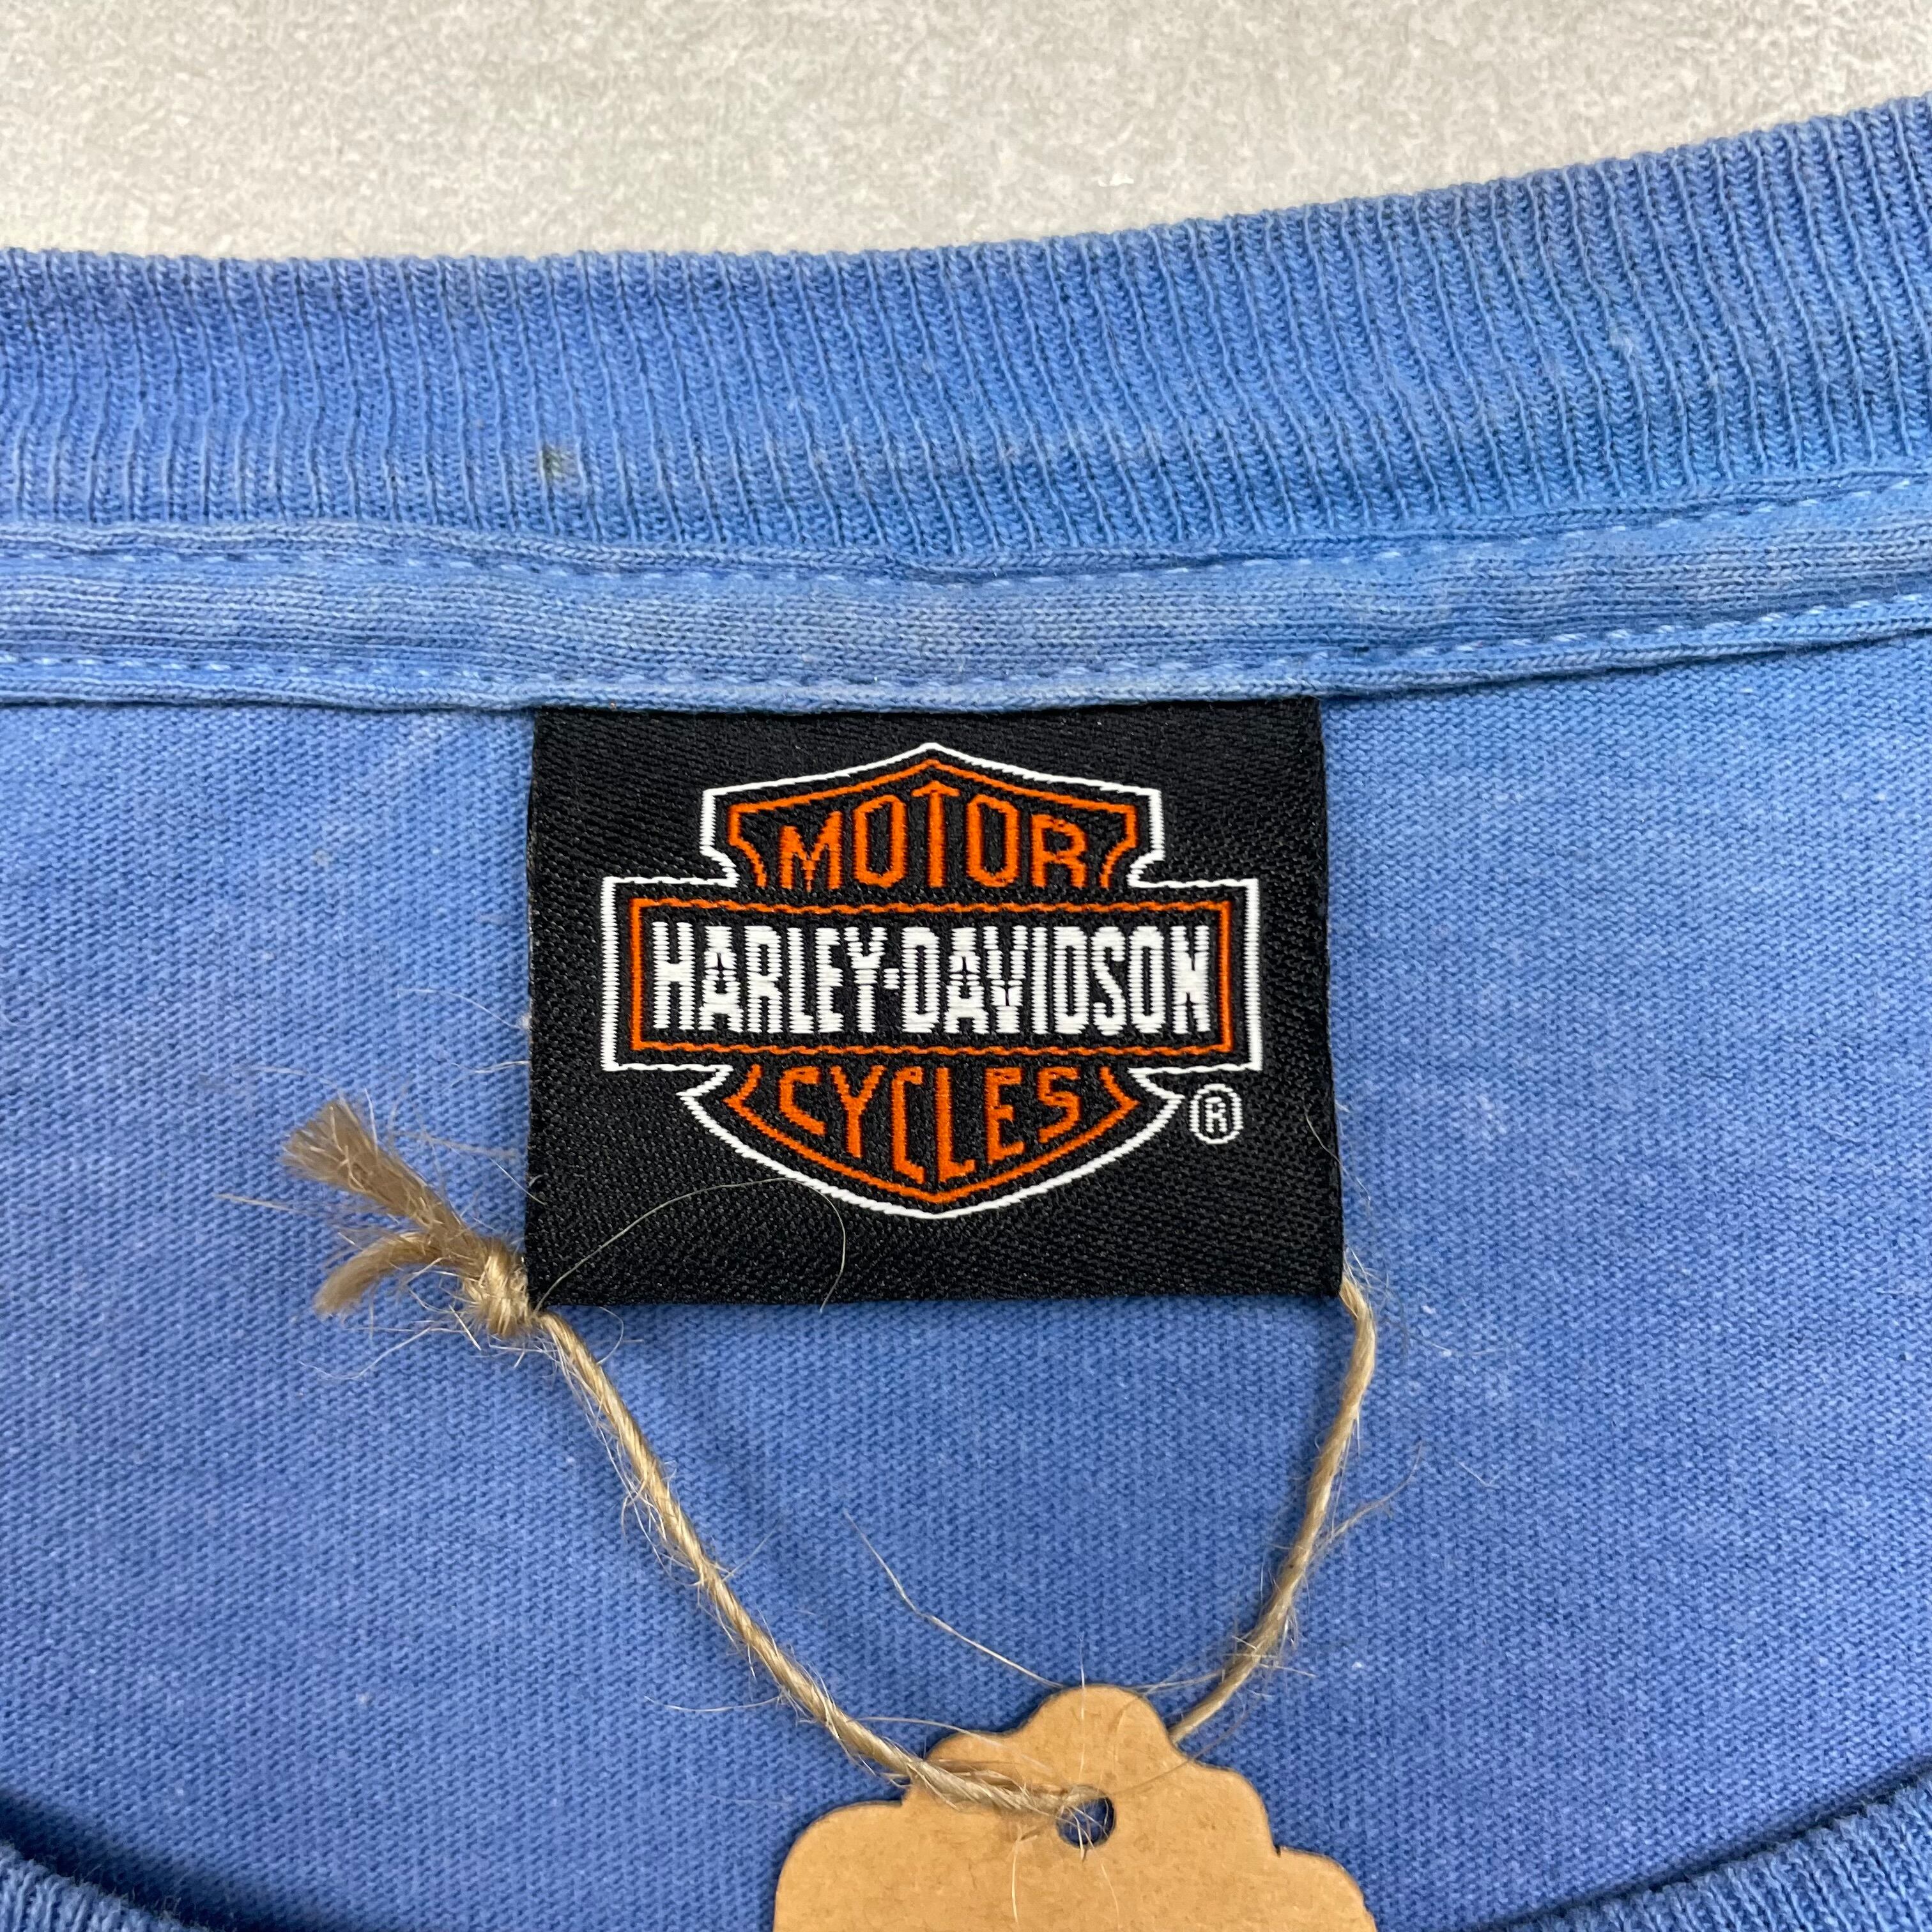 MOTOR
HARLEY-DAVIDSON
CYCLES
®